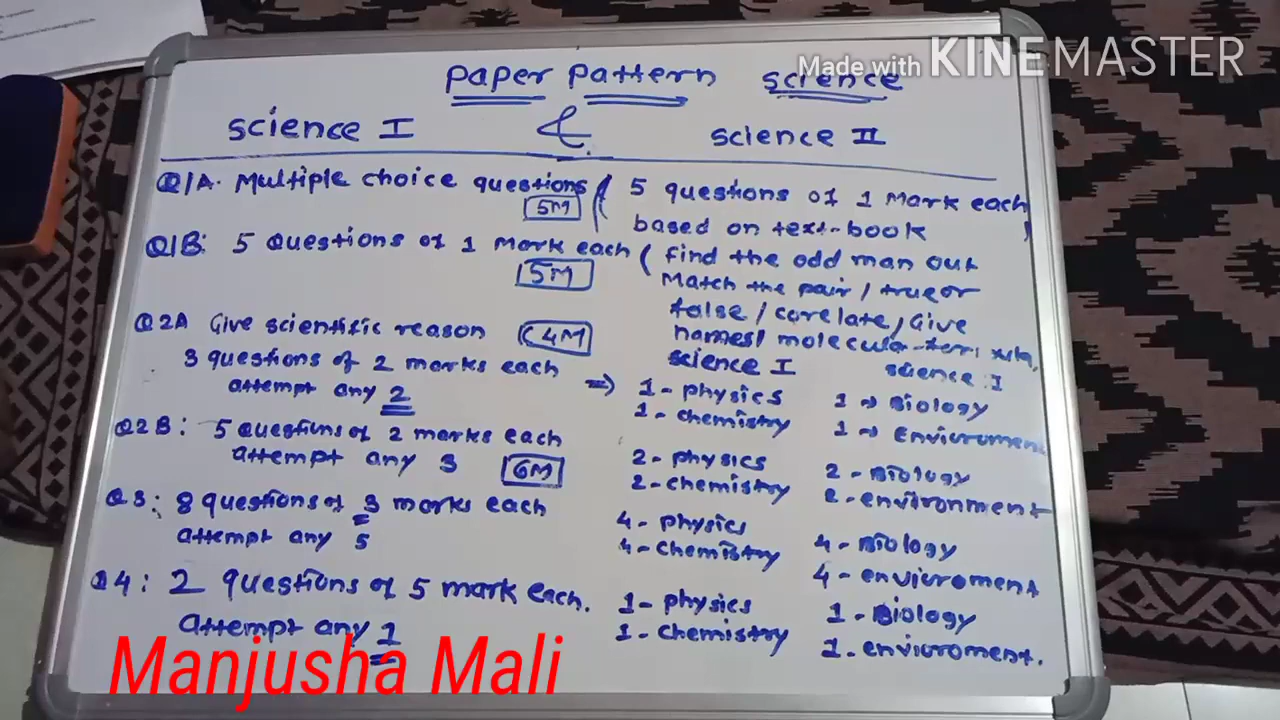 Made with KINEMASTER
Paper Pattern Science
Science I & Science II
Q1A. Multiple choice questions ( 5 questions of 1 Mark each
5M based on text-book )
Q1B: 5 Questions of 1 Mark each ( find the odd man out
5M Match the pair / true or
false / corelate, Give
names / molecular
Q2A Give scientific reason (4M
3 questions of 2 marks each
attempt any 2
science I
science I
⇒ 1 - physics
1 → Biology
1 - chemistry
1 → Envicroment
Q2B: 5 Questions of 2 marks each
attempt any 3 6M
2 - physics
2 - Biology
2 - chemistry
2 - environment
Q3: 8 questions of 3 marks each
attempt any 5
4 - physics
4 - Biology
4 - chemistry
4 - envicroment
Q4: 2 questions of 5 mark each.
attempt any 1
1 - physics
1 - Biology
1 - chemistry
1 - envicroment.
Manjusha Mali